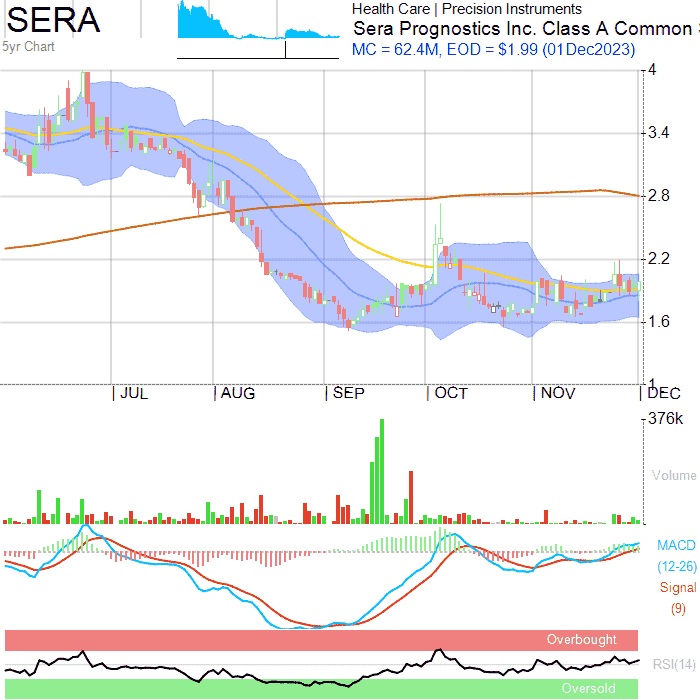 SERA
5yr Chart
Health Care | Precision Instruments
Sera Prognostics Inc. Class A Common
MC = 62.4M, EOD = $1.99 (01Dec2023)
4
3.4
2.8
2.2
1.6
1
| JUL | AUG | SEP | OCT | NOV | DEC
376k
Volume
MACD
(12-26)
Signal
(9)
Overbought
RSI(14)
Oversold